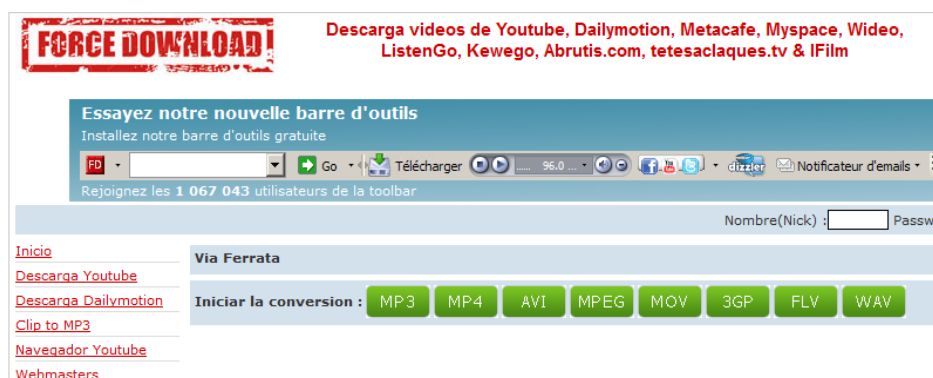 FORCE DOWNLOAD!
Descarga videos de Youtube, Dailymotion, Metacafe, Myspace, Wideo,
ListenGo, Kewego, Abrutis.com, tetesaclaques.tv & IFilm
Essayez notre nouvelle barre d'outils
Installez notre barre d'outils gratuite
FD Go Télécharger 96.0 ... dizzler Notificateur d'emails
Rejoignez les 1 067 043 utilisateurs de la toolbar
Nombre(Nick) : Passw
Inicio
Via Ferrata
Descarga Youtube
Descarga Dailymotion
Iniciar la conversion : MP3 MP4 AVI MPEG MOV 3GP FLV WAV
Clip to MP3
Navegador Youtube
Webmasters